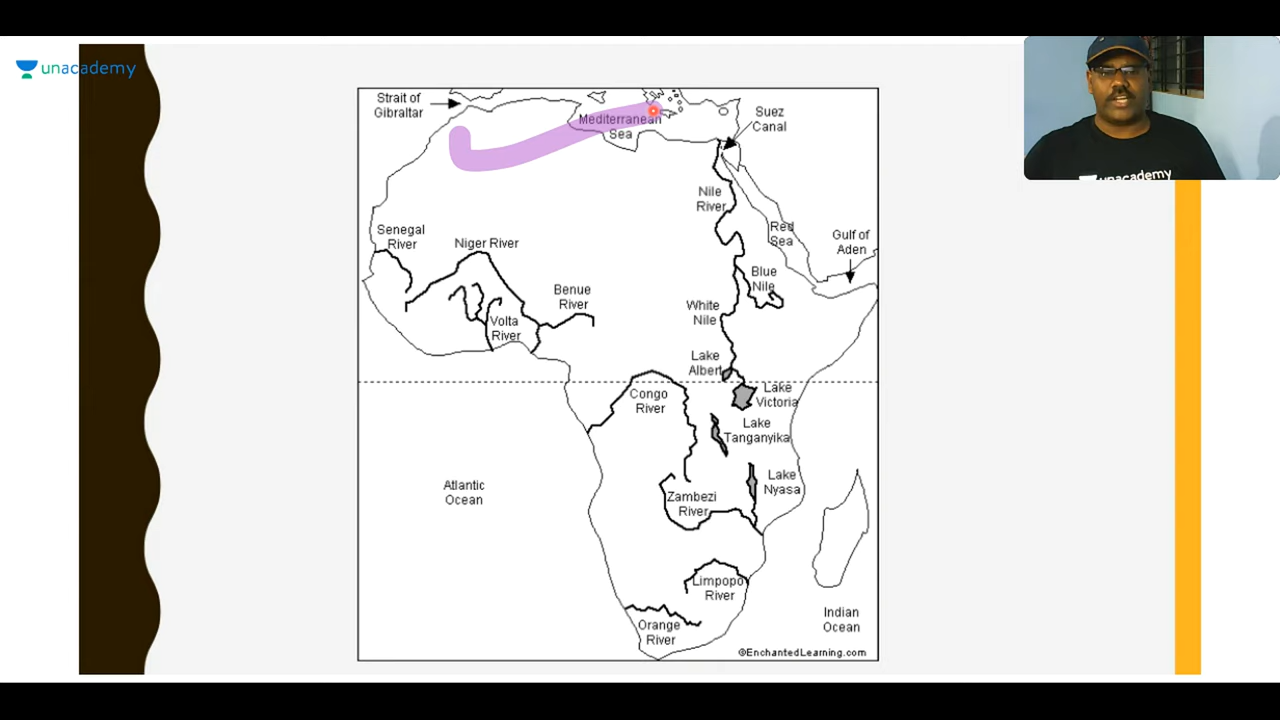 unacademy
Strait of
Gibraltar
Mediterranean
Sea
Suez
Canal
Nile
River
Red
Sea
Gulf of
Aden
Senegal
River
Niger River
Blue
Nile
Benue
River
White
Nile
Volta
River
Lake
Albert
Congo
River
Lake
Victoria
Lake
Tanganyika
Atlantic
Ocean
Lake
Nyasa
Zambezi
River
Limpopo
River
Orange
River
Indian
Ocean
©EnchantedLearning.com
unacademy